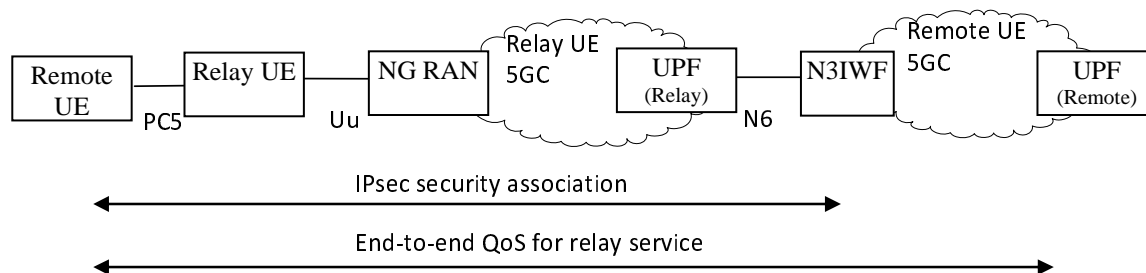 Remote
UE
PC5
Relay UE
Uu
NG RAN
Relay UE
5GC
UPF
(Relay)
N6
N3IWF
Remote UE
5GC
UPF
(Remote)
IPsec security association
End-to-end QoS for relay service